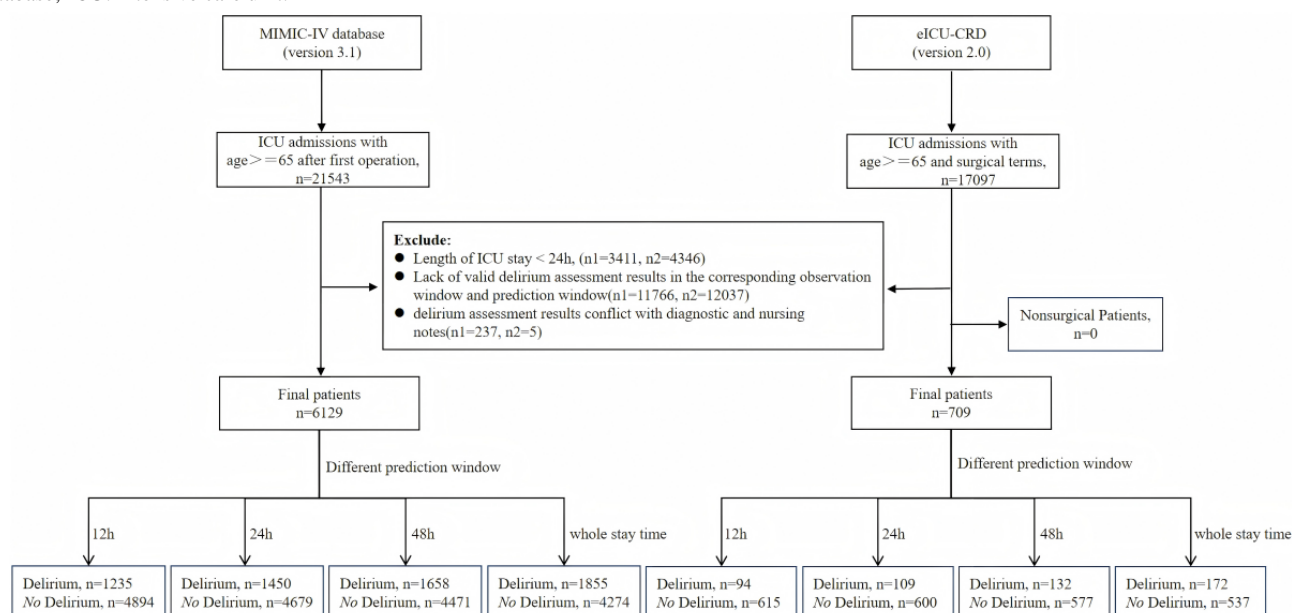 MIMIC-IV database
(version 3.1)
eICU-CRD
(version 2.0)
ICU admissions with
age＞＝65 after first operation,
n=21543
ICU admissions with
age＞＝65 and surgical terms,
n=17097
Exclude:
● Length of ICU stay < 24h, (n1=3411, n2=4346)
● Lack of valid delirium assessment results in the corresponding observation
window and prediction window(n1=11766, n2=12037)
● delirium assessment results conflict with diagnostic and nursing
notes(n1=237, n2=5)
Nonsurgical Patients,
n=0
Final patients
n=6129
Final patients
n=709
Different prediction window
Different prediction window
12h
24h
48h
whole stay time
12h
24h
48h
whole stay time
Delirium, n=1235
No Delirium, n=4894
Delirium, n=1450
No Delirium, n=4679
Delirium, n=1658
No Delirium, n=4471
Delirium, n=1855
No Delirium, n=4274
Delirium, n=94
No Delirium, n=615
Delirium, n=109
No Delirium, n=600
Delirium, n=132
No Delirium, n=577
Delirium, n=172
No Delirium, n=537